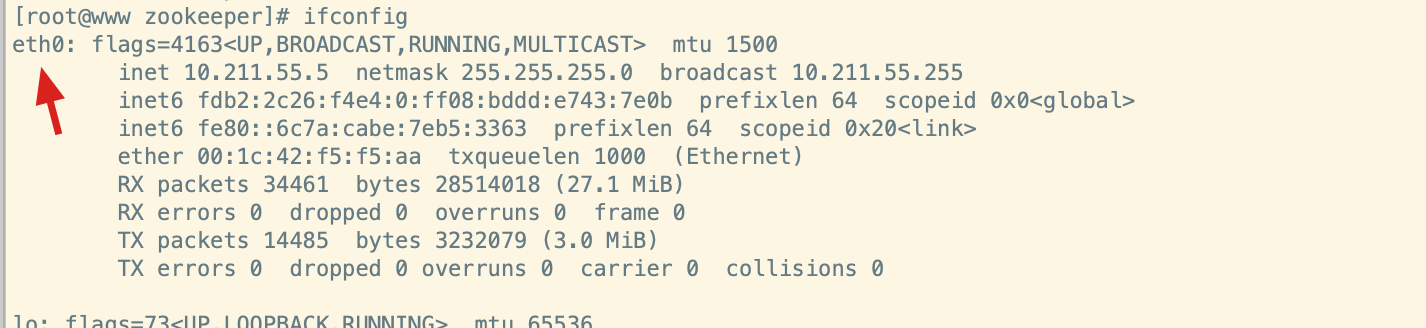 [root@www zookeeper]# ifconfig
eth0: flags=4163<UP,BROADCAST,RUNNING,MULTICAST>  mtu 1500
        inet 10.211.55.5  netmask 255.255.255.0  broadcast 10.211.55.255
        inet6 fdb2:2c26:f4e4:0:ff08:bddd:e743:7e0b  prefixlen 64  scopeid 0x0<global>
        inet6 fe80::6c7a:cabe:7eb5:3363  prefixlen 64  scopeid 0x20<link>
        ether 00:1c:42:f5:f5:aa  txqueuelen 1000  (Ethernet)
        RX packets 34461  bytes 28514018 (27.1 MiB)
        RX errors 0  dropped 0  overruns 0  frame 0
        TX packets 14485  bytes 3232079 (3.0 MiB)
        TX errors 0  dropped 0 overruns 0  carrier 0  collisions 0
lo: flags=73<UP,LOOPBACK,RUNNING>  mtu 65536